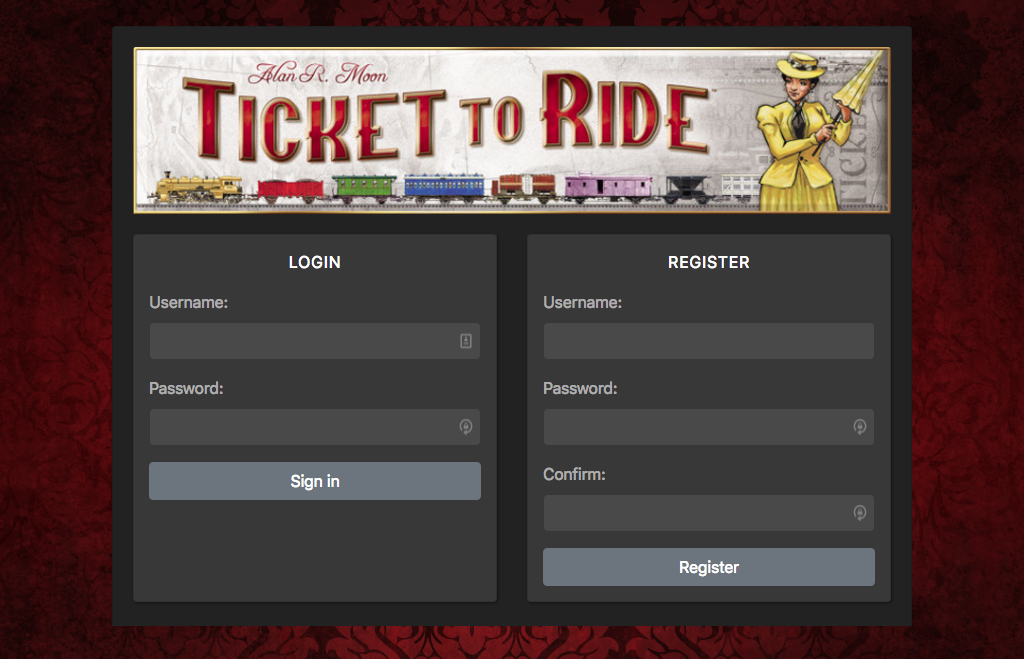 Alan R. Moon
TICKET TO RIDE
LOGIN
Username:
Password:
Sign in
REGISTER
Username:
Password:
Confirm:
Register